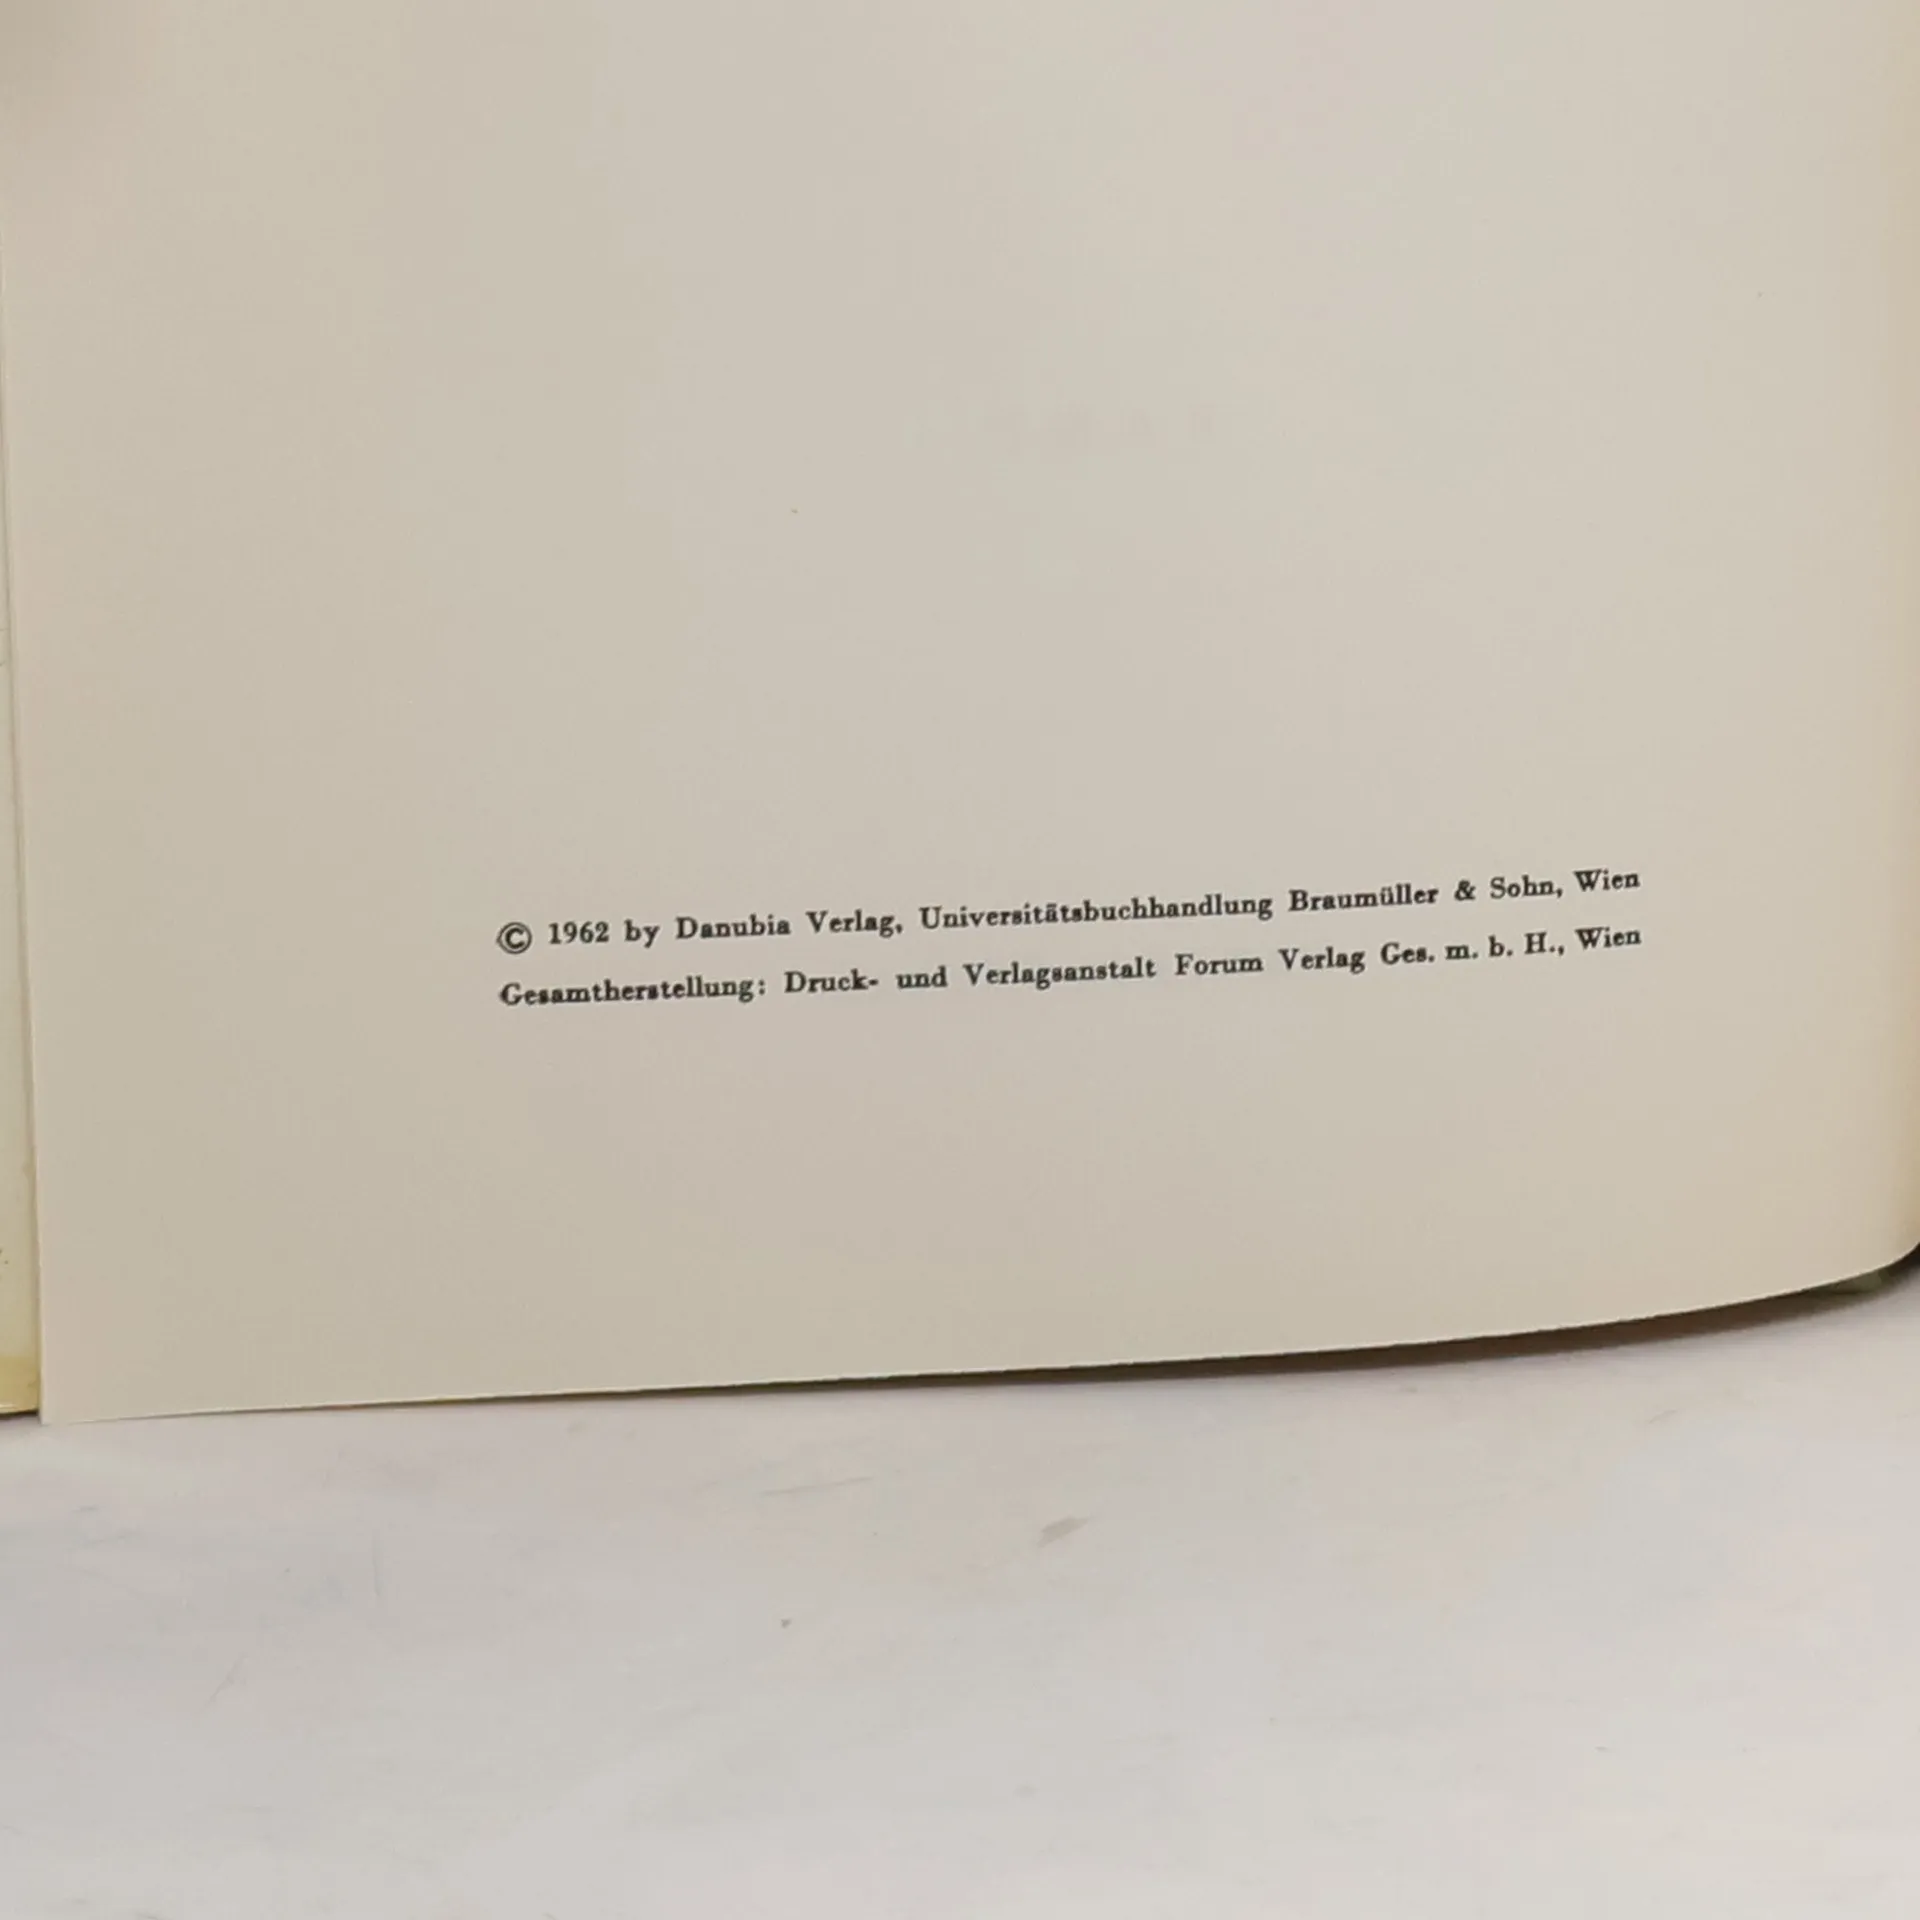 © 1962 by Danubia Verlag, Universitätsbuchhandlung Braumüller & Sohn, Wien
Gesamtherstellung: Druck- und Verlagsanstalt Forum Verlag Ges. m. b. H., Wien